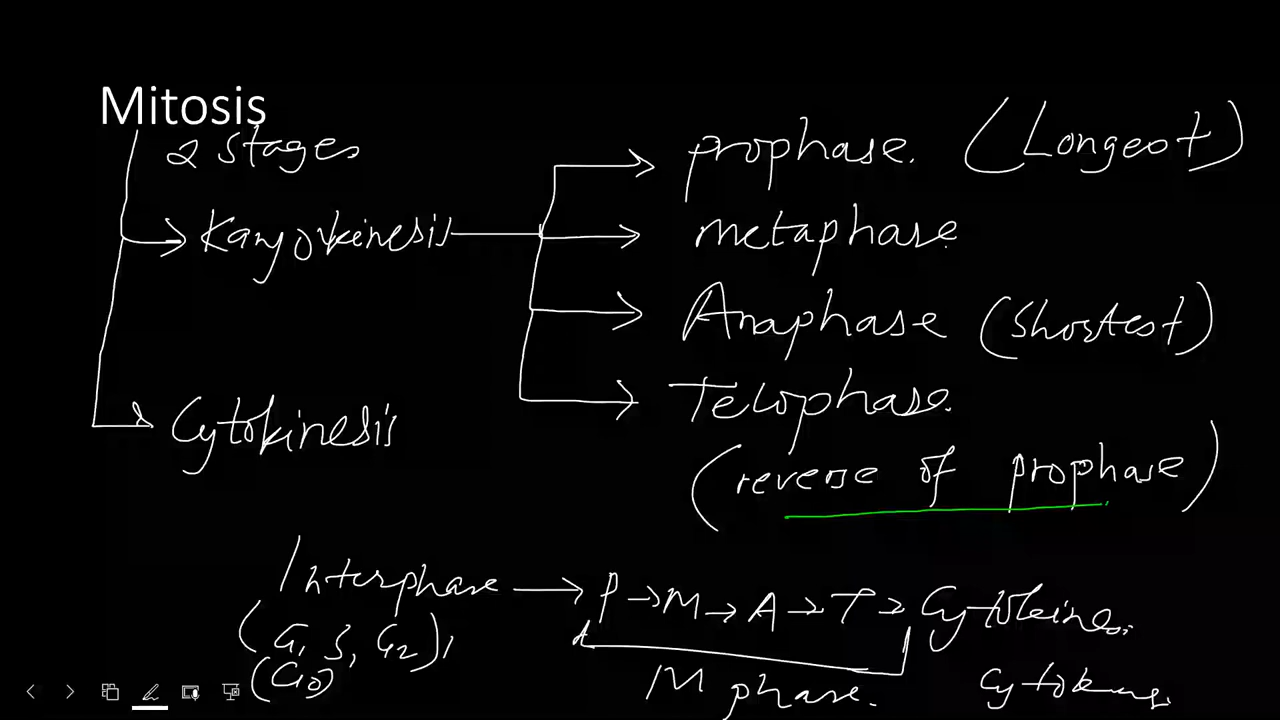 Mitosis
2 stages
Karyokinesis
prophase. (Longest)
metaphase.
Anaphase (Shortest)
Telophase.
(reverse of prophase)
Cytokinesis
Interphase → P → M → A → T → Cytokines.
(G1, S, G2),
(G0)
M phase.